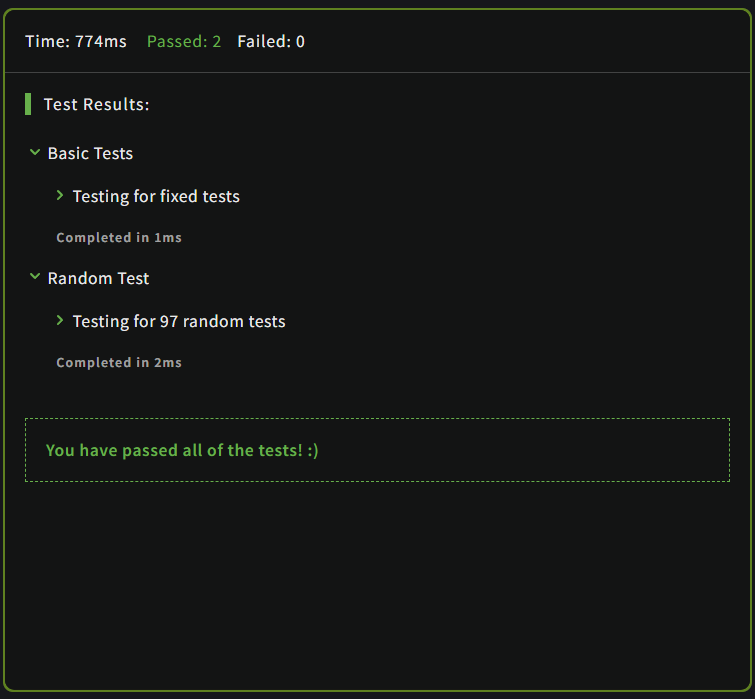 Time: 774ms Passed: 2 Failed: 0
Test Results:
Basic Tests
Testing for fixed tests
Completed in 1ms
Random Test
Testing for 97 random tests
Completed in 2ms
You have passed all of the tests! :)